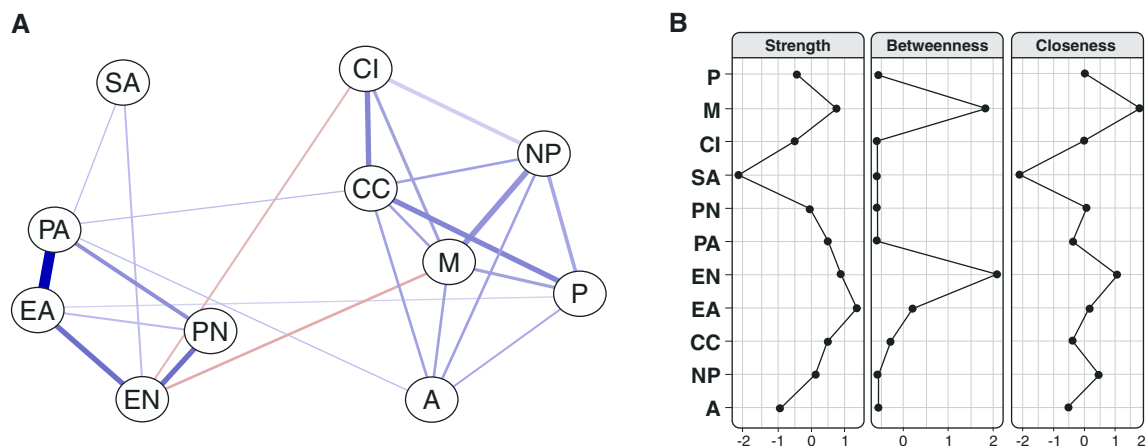 A
B
SA
CI
NP
CC
PA
M
EA
P
PN
EN
A
Strength Betweenness Closeness
P
M
CI
SA
PN
PA
EN
EA
CC
NP
A
-2 -1 0 1 0 1 2 -2 -1 0 1 2